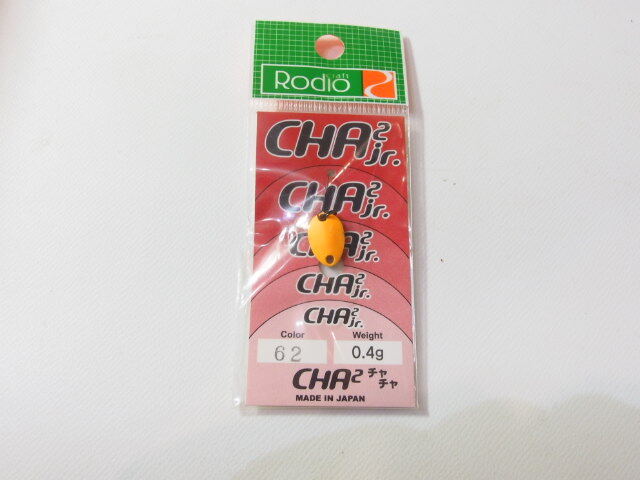 Rodio craft
CHA2 jr.
CHA2 jr.
CHA2 jr.
CHA2 jr.
CHA2 jr.
Color Weight
62 0.4g
CHA2 チャチャ
MADE IN JAPAN